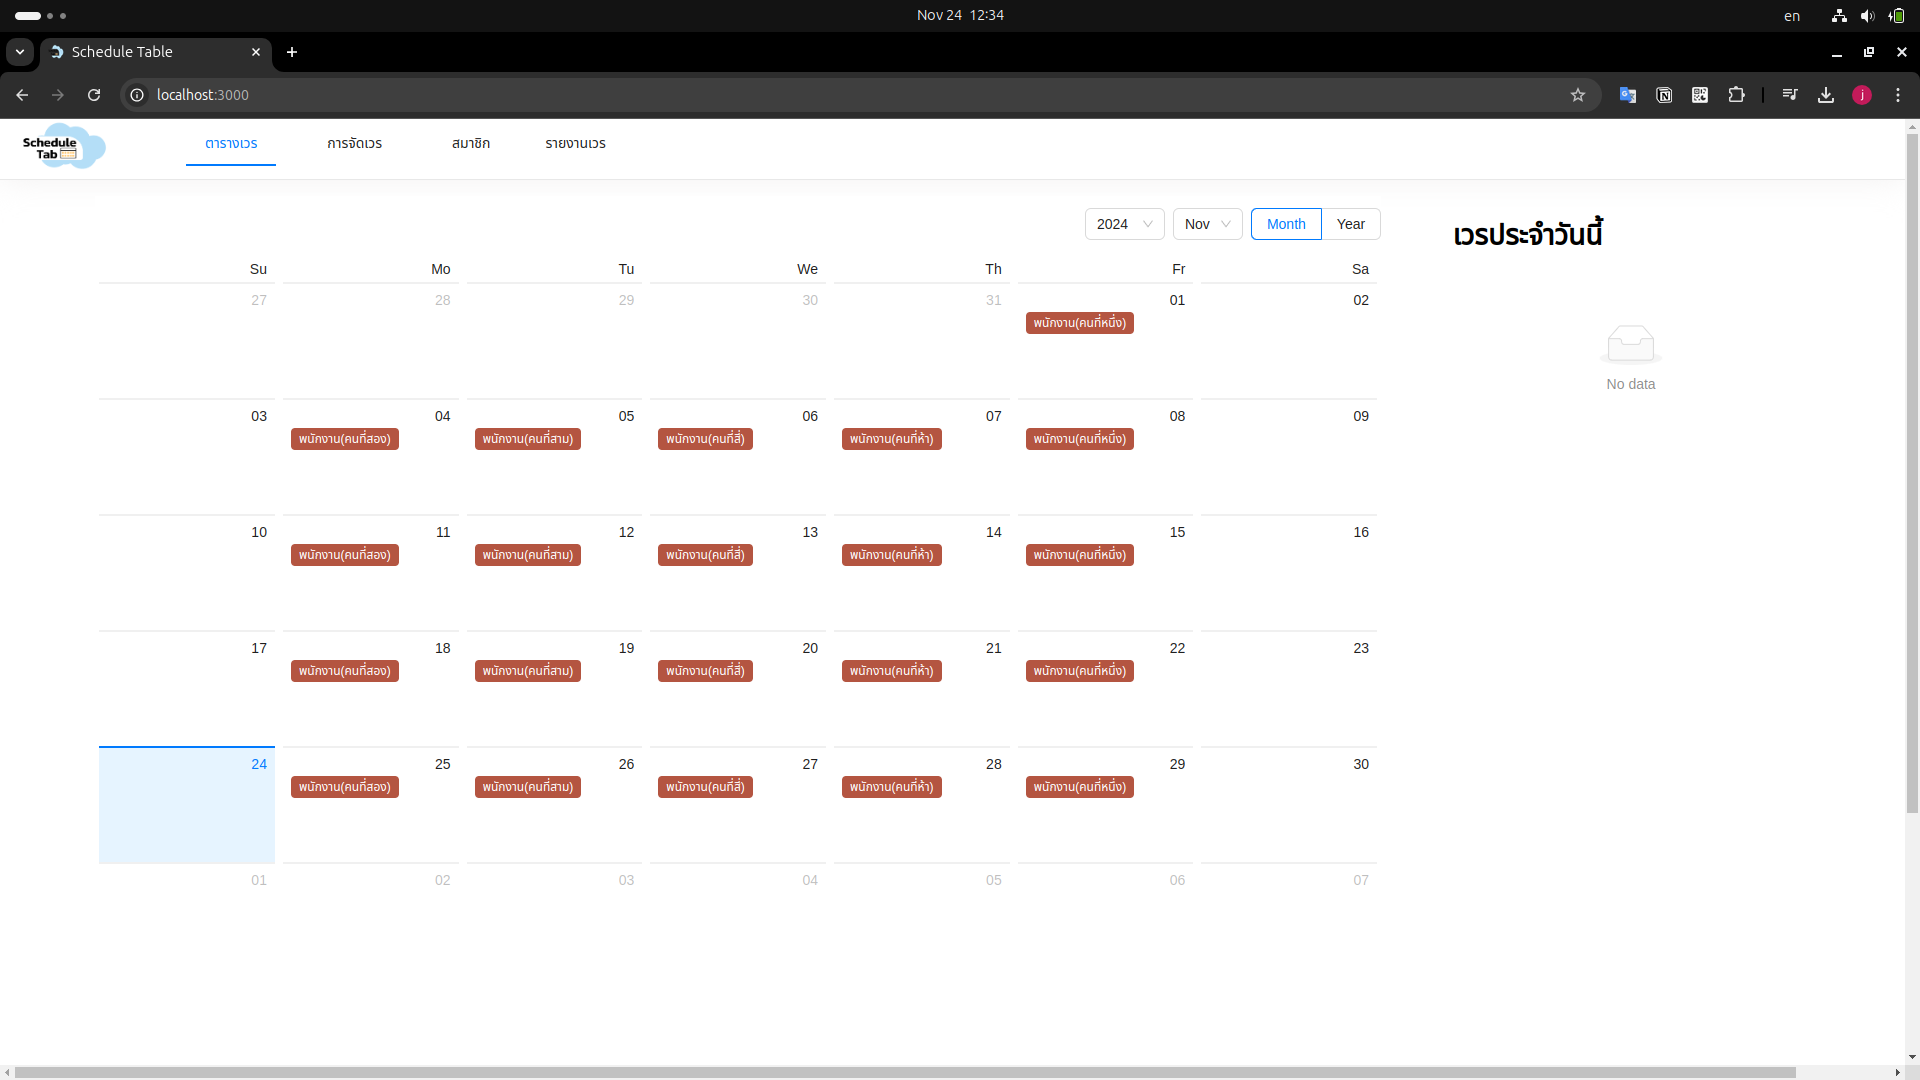 Nov 24 12:34
en
Schedule Table
localhost:3000
j
Schedule
Tab
ตารางเวร
การจัดเวร
สมาชิก
รายงานเวร
2024
Nov
Month
Year
เวรประจำวันนี้
Su Mo Tu We Th Fr Sa
27 28 29 30 31 01 02
พนักงาน(คนที่หนึ่ง)
No data
03 04 05 06 07 08 09
พนักงาน(คนที่สอง) พนักงาน(คนที่สาม) พนักงาน(คนที่สี่) พนักงาน(คนที่ห้า) พนักงาน(คนที่หนึ่ง)
10 11 12 13 14 15 16
พนักงาน(คนที่สอง) พนักงาน(คนที่สาม) พนักงาน(คนที่สี่) พนักงาน(คนที่ห้า) พนักงาน(คนที่หนึ่ง)
17 18 19 20 21 22 23
พนักงาน(คนที่สอง) พนักงาน(คนที่สาม) พนักงาน(คนที่สี่) พนักงาน(คนที่ห้า) พนักงาน(คนที่หนึ่ง)
24 25 26 27 28 29 30
พนักงาน(คนที่สอง) พนักงาน(คนที่สาม) พนักงาน(คนที่สี่) พนักงาน(คนที่ห้า) พนักงาน(คนที่หนึ่ง)
01 02 03 04 05 06 07